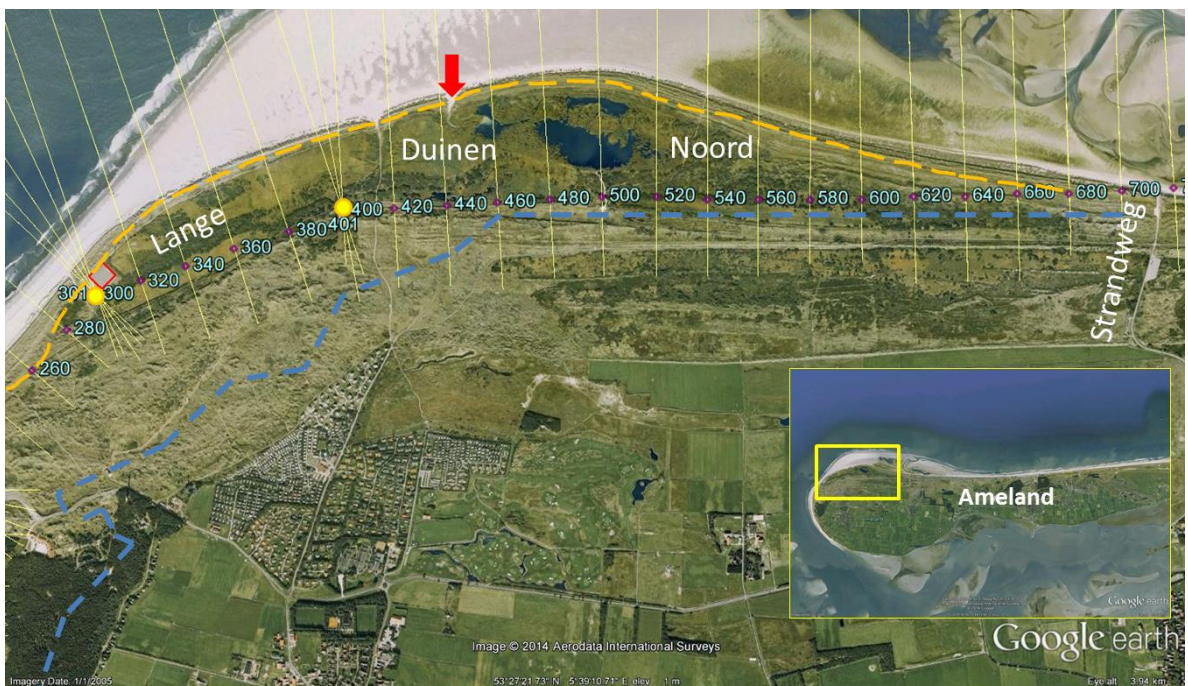 Lange
Duinen
Noord
Strandweg
260
280
301
300
320
340
360
380
400
401
420
440
460
480
500
520
540
560
580
600
620
640
660
680
700
Ameland
Google earth
Image © 2014 Aerodata International Surveys
Google earth
Imagery Date: 1/1/2005
53°27'21.73" N 5°39'10.71" E elev 1 m
Eye alt 3.94 km